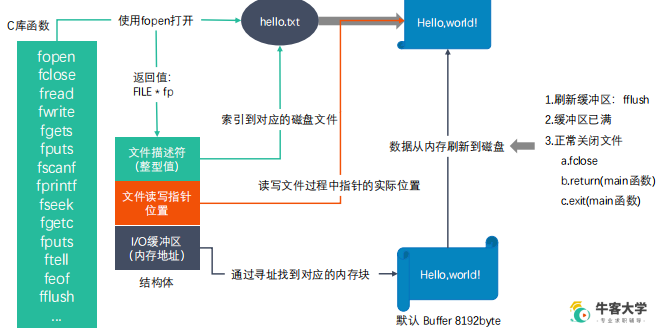 C库函数
fopen
fclose
fread
fwrite
fgets
fputs
fscanf
fprintf
fseek
fgetc
fputs
ftell
feof
fflush
...
使用fopen打开
hello.txt
Hello,world!
返回值：
FILE * fp
索引到对应的磁盘文件
文件描述符
(整型值)
文件读写指针
位置
I/O缓冲区
(内存地址)
结构体
读写文件过程中指针的实际位置
通过寻址找到对应的内存块
数据从内存刷新到磁盘
1.刷新缓冲区：fflush
2.缓冲区已满
3.正常关闭文件
a.fclose
b.return(main函数)
c.exit(main函数)
Hello,world!
默认 Buffer 8192byte
牛客大学
专业求职辅导